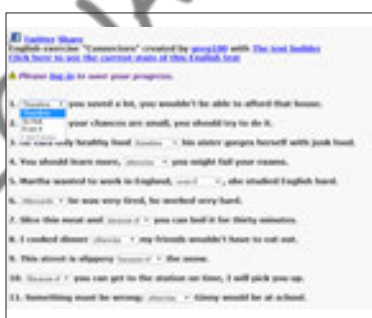 Twitter Share
English exercise "Connectors" created by greg100 with The test builder
Click here to see the current stats of this English test
Please log in to save your progress.
1. you saved a lot, you wouldn't be able to afford that house.
2. your chances are small, you should try to do it.
3. He eats only healthy food his sister gorges herself with junk food.
4. You should learn more, otherwise you might fail your exams.
5. Martha wanted to work in England, , she studied English hard.
6. Although he was very tired, he worked very hard.
7. Slice this meat and you can boil it for thirty minutes.
8. I cooked dinner otherwise my friends wouldn't have to eat out.
9. This street is slippery because of the snow.
10. you can get to the station on time, I will pick you up.
11. Something must be wrong; otherwise Ginny would be at school.